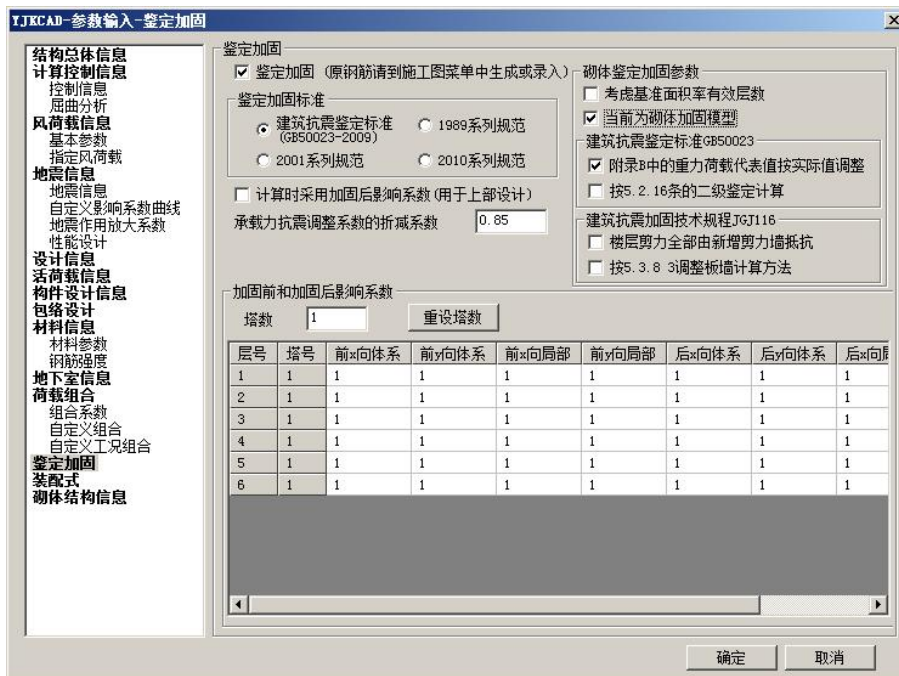 YJKCAD-参数输入-鉴定加固
结构总体信息
计算控制信息
控制信息
屈曲分析
风荷载信息
基本参数
指定风荷载
地震信息
地震信息
自定义影响系数曲线
地震作用放大系数
性能设计
设计信息
活荷载信息
构件设计信息
包络设计
材料信息
材料参数
钢筋强度
地下室信息
荷载组合
组合系数
自定义组合
自定义工况组合
鉴定加固
装配式
砌体结构信息
鉴定加固
鉴定加固 (原钢筋请到施工图菜单中生成或录入)
鉴定加固标准
建筑抗震鉴定标准
(GB50023-2009)
1989系列规范
2001系列规范
2010系列规范
计算时采用加固后影响系数(用于上部设计)
承载力抗震调整系数的折减系数 0.85
砌体鉴定加固参数
考虑基准面积率有效层数
当前为砌体加固模型
建筑抗震鉴定标准GB50023
附录B中的重力荷载代表值按实际值调整
按5.2.16条的二级鉴定计算
建筑抗震加固技术规程JGJ116
楼层剪力全部由新增剪力墙抵抗
按5.3.8 3调整板墙计算方法
加固前和加固后影响系数
塔数 1 重设塔数
层号 塔号 前x向体系 前y向体系 前x向局部 前y向局部 后x向体系 后y向体系 后x向局
1 1 1 1 1 1 1 1 1
2 1 1 1 1 1 1 1 1
3 1 1 1 1 1 1 1 1
4 1 1 1 1 1 1 1 1
5 1 1 1 1 1 1 1 1
6 1 1 1 1 1 1 1 1
确定 取消